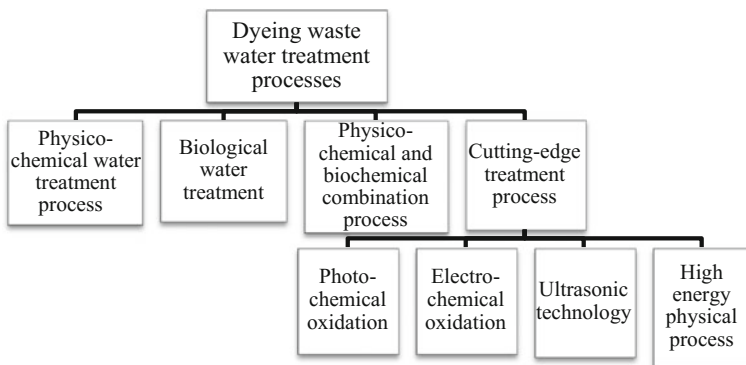 Dyeing waste
water treatment
processes
Physico-
chemical water
treatment
process
Biological
water
treatment
Physico-
chemical and
biochemical
combination
process
Cutting-edge
treatment
process
Photo-
chemical
oxidation
Electro-
chemical
oxidation
Ultrasonic
technology
High
energy
physical
process